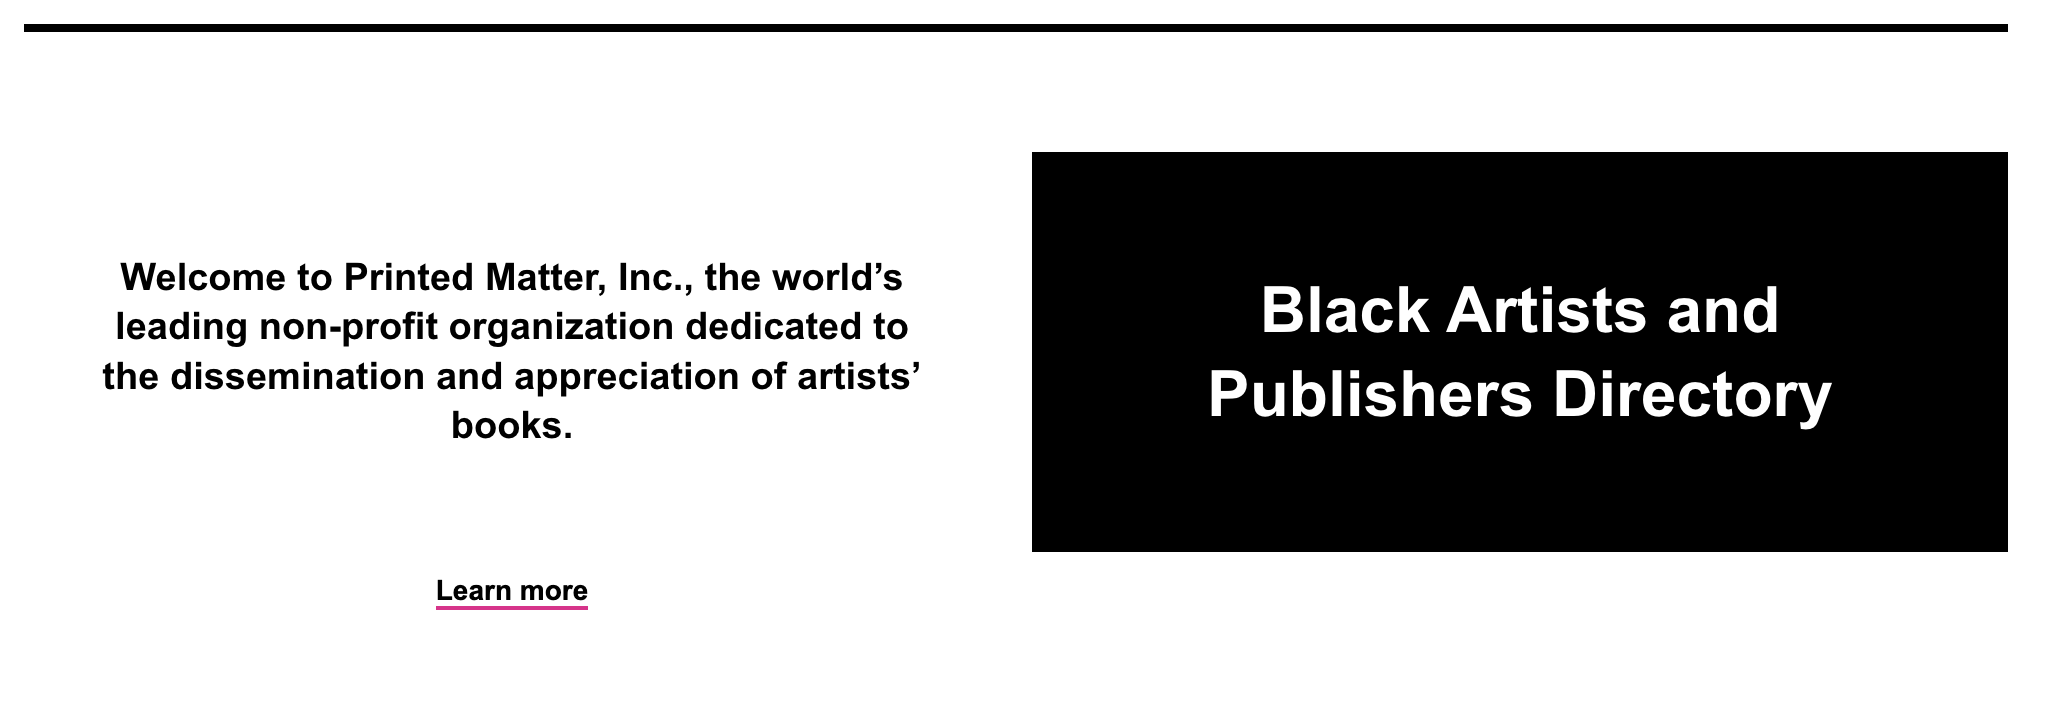 Welcome to Printed Matter, Inc., the world’s
leading non-profit organization dedicated to
the dissemination and appreciation of artists’
books.
Learn more
Black Artists and
Publishers Directory